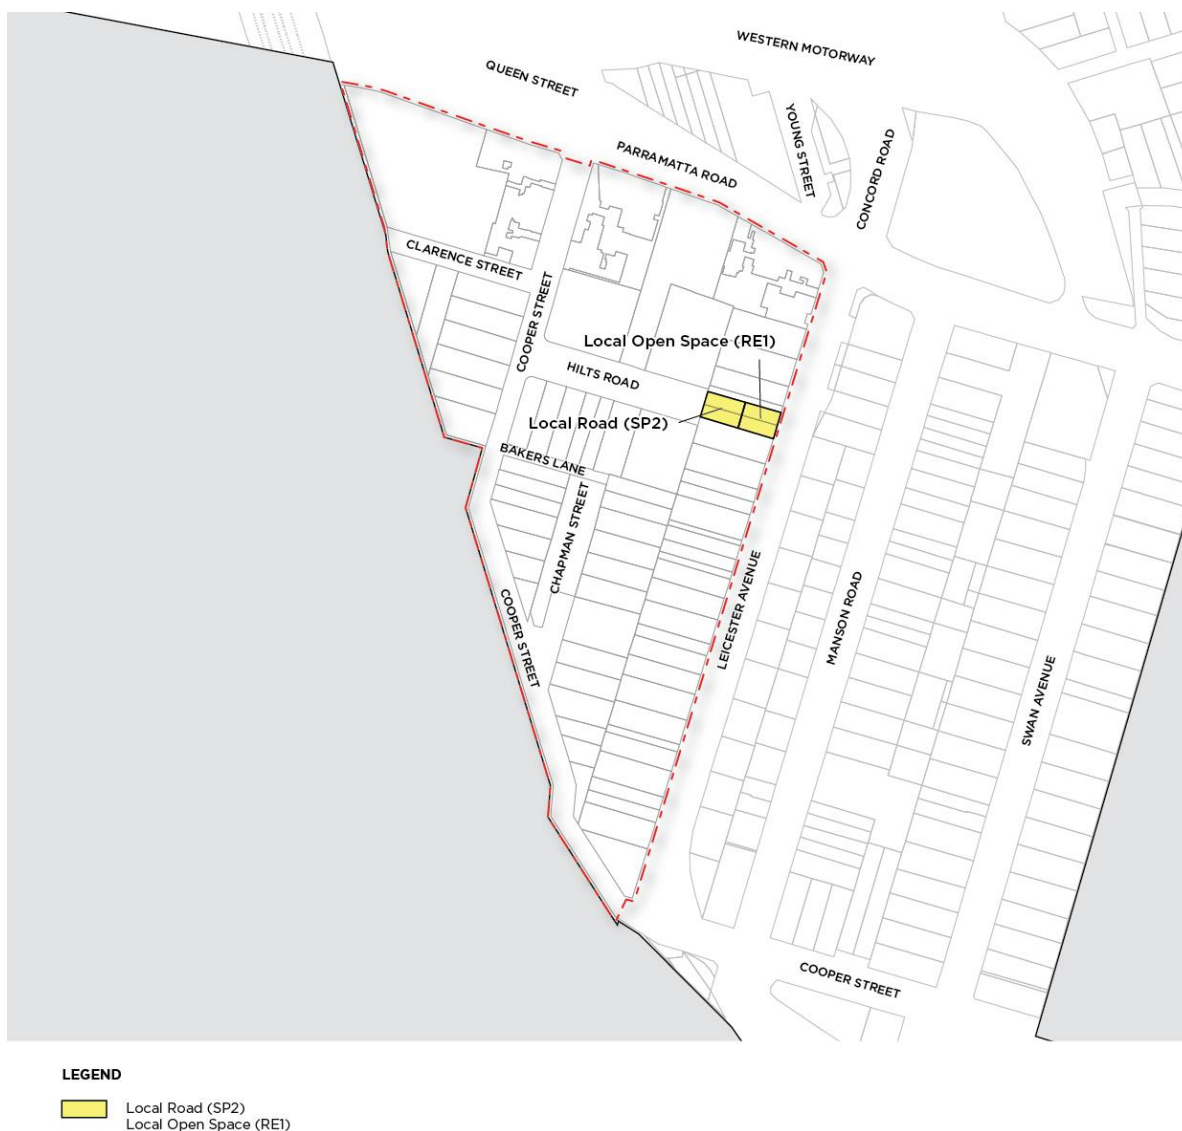 WESTERN MOTORWAY
QUEEN STREET
YOUNG STREET
PARRAMATTA ROAD
CONCORD ROAD
CLARENCE STREET
COOPER STREET
Local Open Space (RE1)
HILTS ROAD
Local Road (SP2)
BAKERS LANE
CHAPMAN STREET
COOPER STREET
LEICESTER AVENUE
MANSON ROAD
SWAN AVENUE
COOPER STREET
LEGEND
Local Road (SP2)
Local Open Space (RE1)